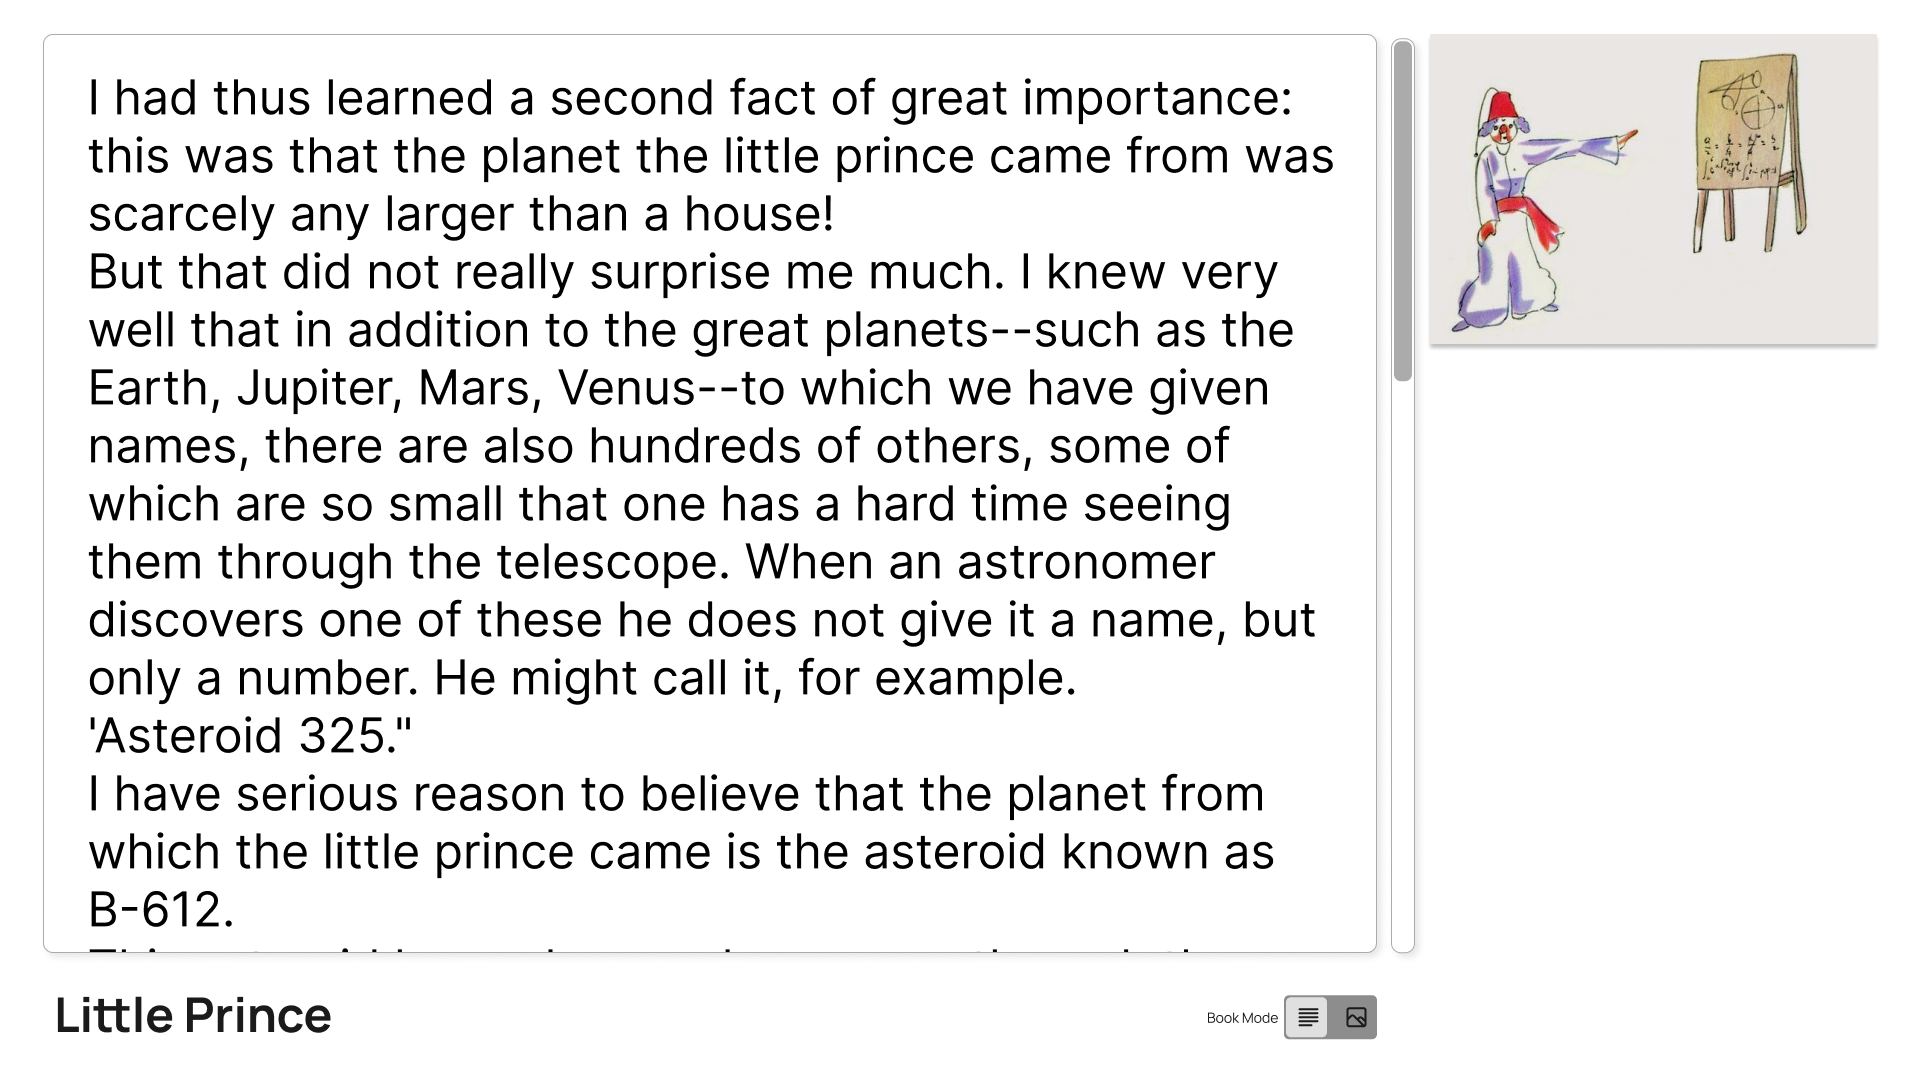 I had thus learned a second fact of great importance:
this was that the planet the little prince came from was
scarcely any larger than a house!
But that did not really surprise me much. I knew very
well that in addition to the great planets--such as the
Earth, Jupiter, Mars, Venus--to which we have given
names, there are also hundreds of others, some of
which are so small that one has a hard time seeing
them through the telescope. When an astronomer
discovers one of these he does not give it a name, but
only a number. He might call it, for example.
'Asteroid 325."
I have serious reason to believe that the planet from
which the little prince came is the asteroid known as
B-612.
Little Prince
Book Mode